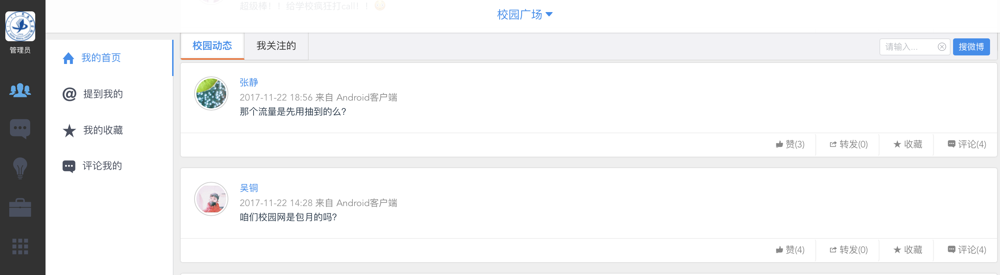 超级棒！！给学校疯狂打call！！
校园广场
管理员
我的首页
提到我的
我的收藏
评论我的
校园动态
我关注的
请输入...
搜微博
张静
2017-11-22 18:56 来自 Android客户端
那个流量是先用抽到的么?
赞(3)
转发(0)
收藏
评论(4)
吴铜
2017-11-22 14:28 来自 Android客户端
咱们校园网是包月的吗?
赞(4)
转发(0)
收藏
评论(4)